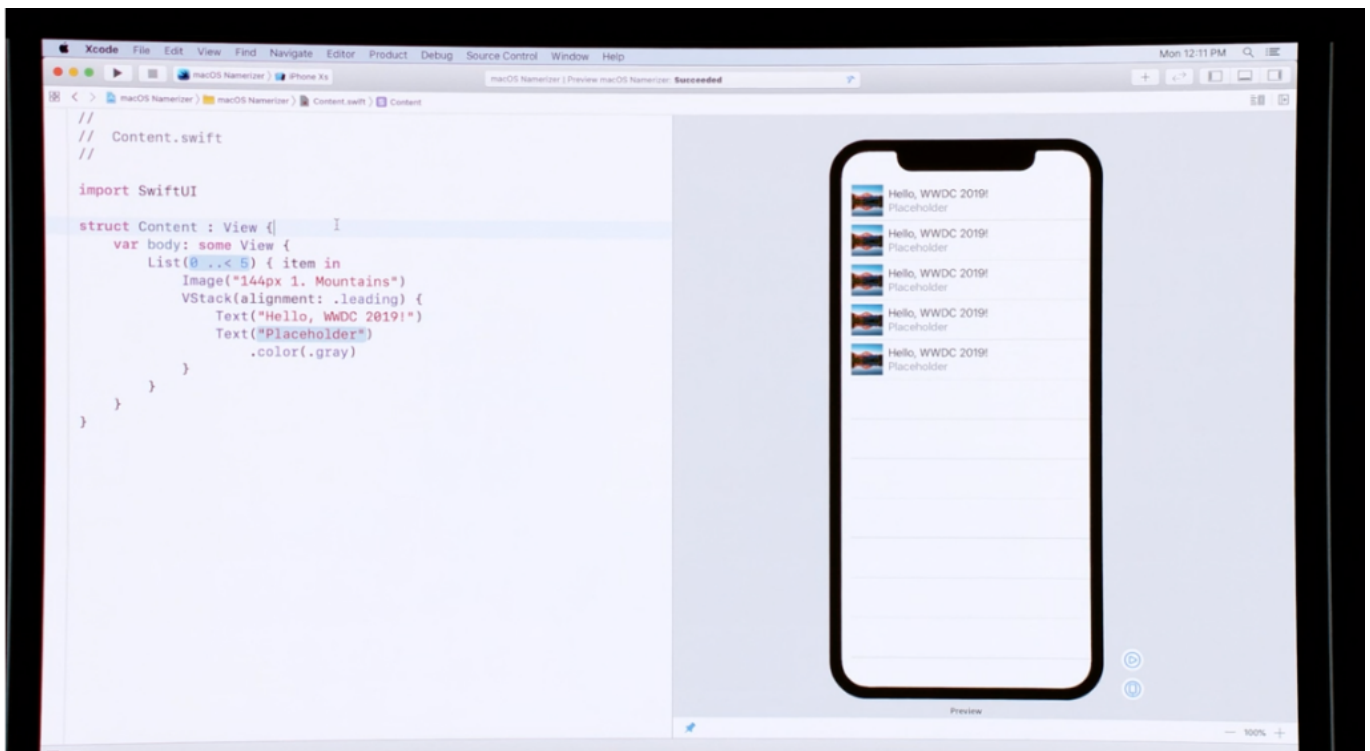 Xcode File Edit View Find Navigate Editor Product Debug Source Control Window Help
Mon 12:11 PM
macOS Namerizer iPhone Xs
macOS Namerizer | Preview macOS Namerizer: Succeeded
macOS Namerizer macOS Namerizer Content.swift S Content
//
// Content.swift
//
import SwiftUI
struct Content : View {
var body: some View {
List(0 ..< 5) { item in
Image("144px 1. Mountains")
VStack(alignment: .leading) {
Text("Hello, WWDC 2019!")
Text("Placeholder")
.color(.gray)
}
}
}
}
Hello, WWDC 2019!
Placeholder
Hello, WWDC 2019!
Placeholder
Hello, WWDC 2019!
Placeholder
Hello, WWDC 2019!
Placeholder
Hello, WWDC 2019!
Placeholder
Preview
100%